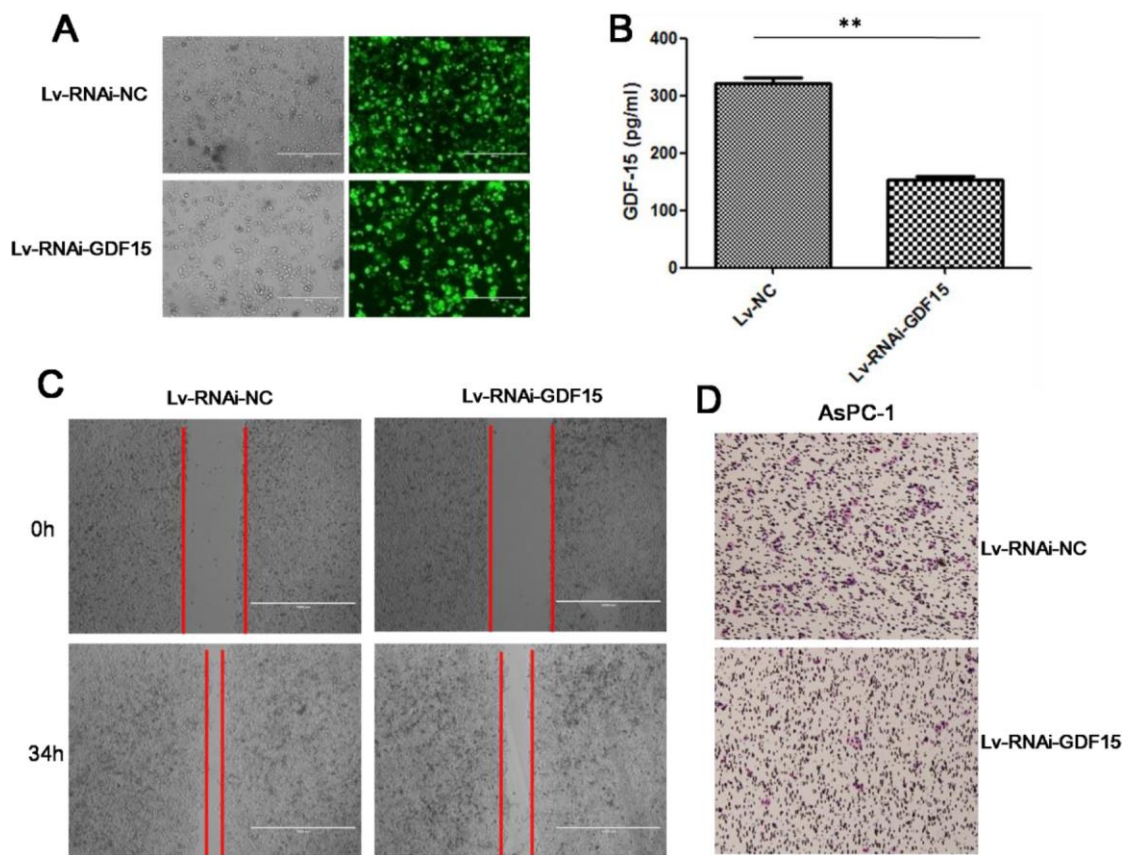 A
Lv-RNAi-NC
Lv-RNAi-GDF15
B
**
400
300
200
100
0
GDF-15 (pg/ml)
Lv-NC
Lv-RNAi-GDF15
C
Lv-RNAi-NC
Lv-RNAi-GDF15
0h
34h
D
AsPC-1
Lv-RNAi-NC
Lv-RNAi-GDF15